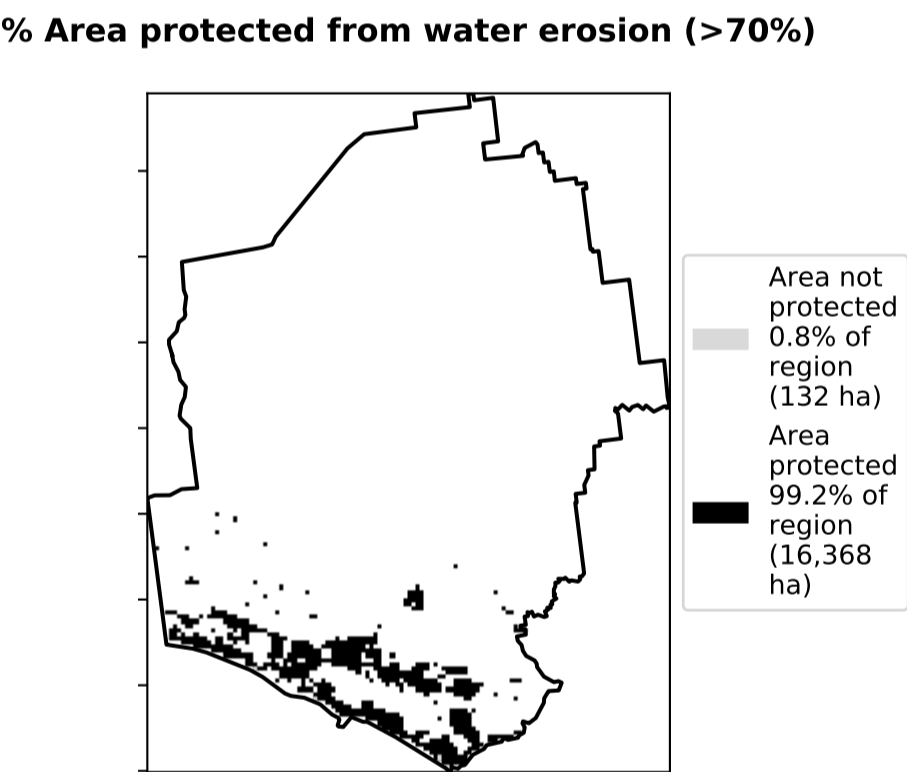 % Area protected from water erosion (>70%)
Area not
protected
0.8% of
region
(132 ha)
Area
protected
99.2% of
region
(16,368
ha)